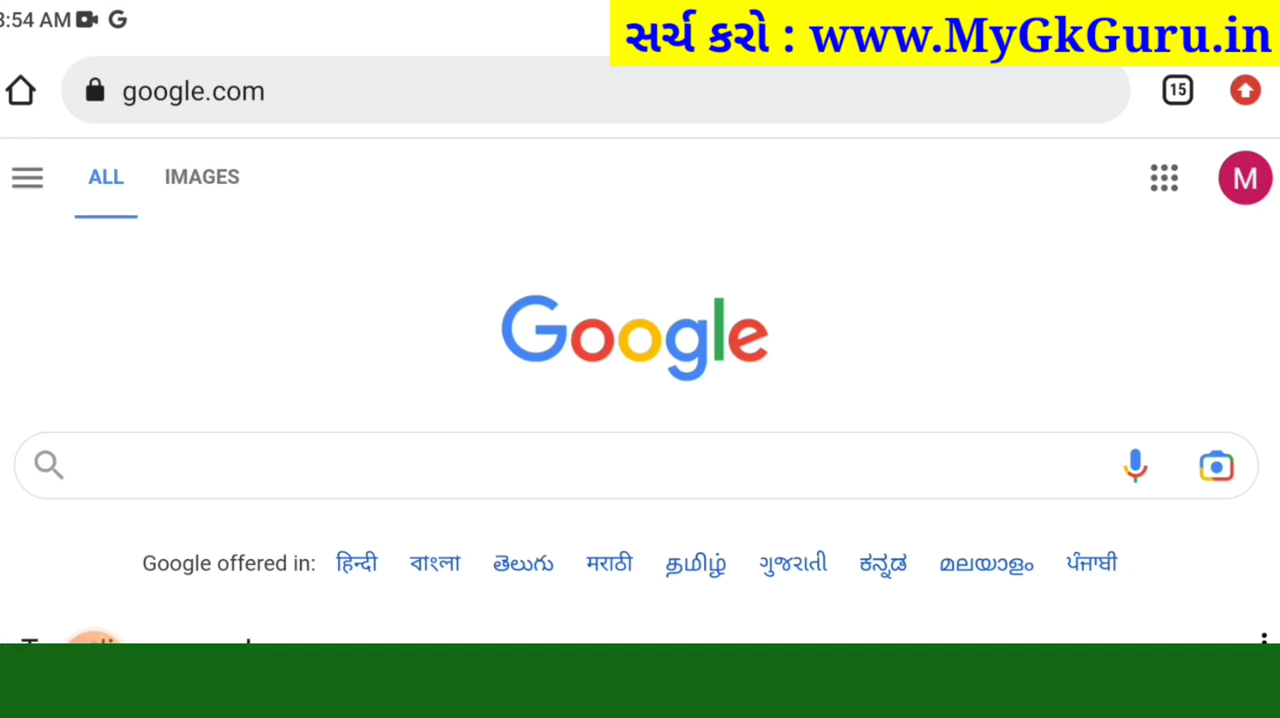 :54 AM
સર્ચ કરો : www.MyGkGuru.in
google.com
15
ALL IMAGES
M
Google
Google offered in: हिन्दी বাংলা తెలుగు मराठी தமிழ் ગુજરાતી ಕನ್ನಡ മലയാളം ਪੰਜਾਬੀ